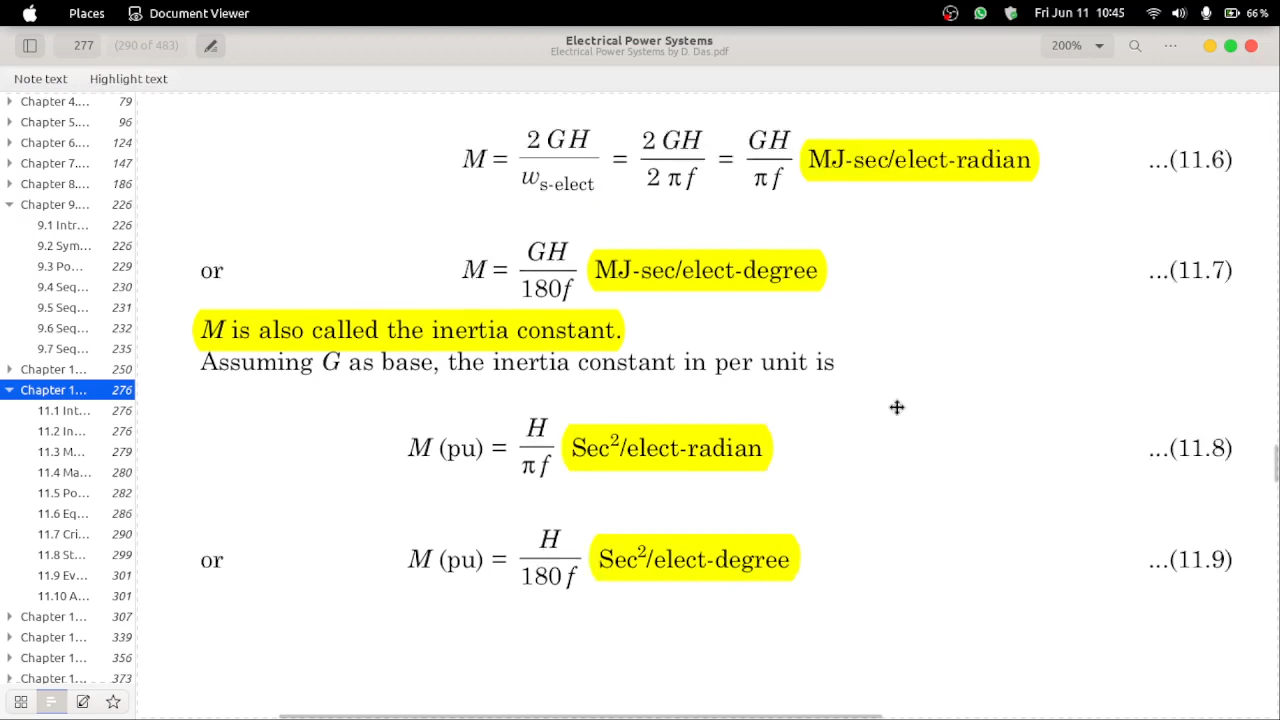 Places Document Viewer Fri Jun 11 10:45 66 %
277 (290 of 483) Electrical Power Systems 200%
Electrical Power Systems by D. Das.pdf
Note text Highlight text
Chapter 4.... 79
Chapter 5.... 96
Chapter 6.... 124
Chapter 7.... 147
Chapter 8.... 186
Chapter 9.... 226
9.1 Intr... 226
9.2 Sym... 226
9.3 Po... 229
9.4 Seq... 230
9.5 Seq... 231
9.6 Seq... 232
9.7 Seq... 235
Chapter 1... 250
Chapter 1... 276
11.1 Int... 276
11.2 In... 276
11.3 M... 279
11.4 Ma... 280
11.5 Po... 282
11.6 Eq... 286
11.7 Cri... 290
11.8 St... 299
11.9 Ev... 301
11.10 A... 301
Chapter 1... 307
Chapter 1... 339
Chapter 1... 356
Chapter 1... 373
M = 2 GH / w s-elect = 2 GH / 2 π f = GH / π f MJ-sec/elect-radian ...(11.6)
or M = GH / 180f MJ-sec/elect-degree ...(11.7)
M is also called the inertia constant.
Assuming G as base, the inertia constant in per unit is
M (pu) = H / π f Sec²/elect-radian ...(11.8)
or M (pu) = H / 180 f Sec²/elect-degree ...(11.9)